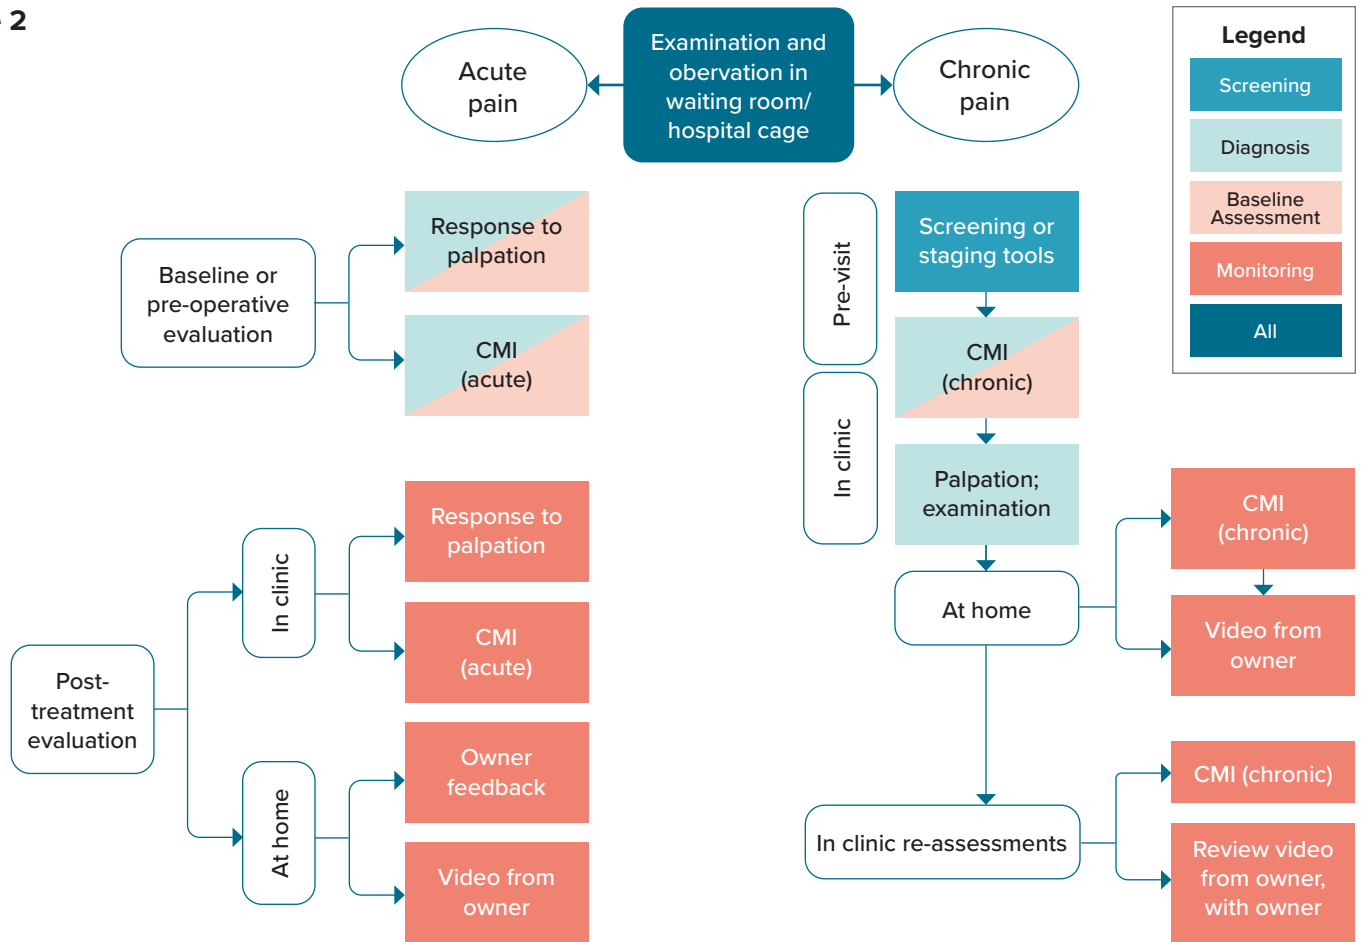 2
Examination and
obervation in
waiting room/
hospital cage
Acute
pain
Chronic
pain
Legend
Screening
Diagnosis
Baseline
Assessment
Monitoring
All
Baseline or
pre-operative
evaluation
Response to
palpation
CMI
(acute)
Post-
treatment
evaluation
In clinic
Response to
palpation
CMI
(acute)
At home
Owner
feedback
Video from
owner
Pre-visit
In clinic
Screening or
staging tools
CMI
(chronic)
Palpation;
examination
At home
CMI
(chronic)
Video from
owner
In clinic re-assessments
CMI (chronic)
Review video
from owner,
with owner